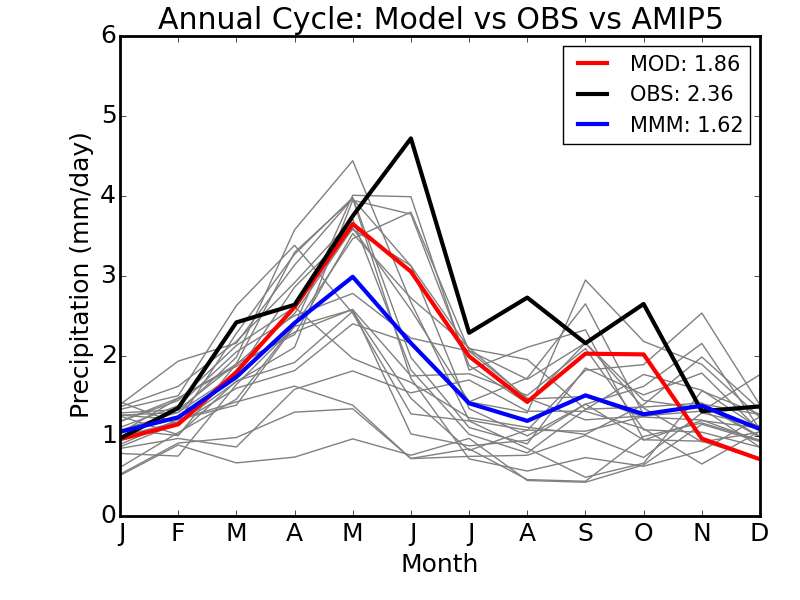 Annual Cycle: Model vs OBS vs AMIP5
6
5
4
3
2
1
0
Precipitation (mm/day)
MOD: 1.86
OBS: 2.36
MMM: 1.62
J F M A M J J A S O N D
Month